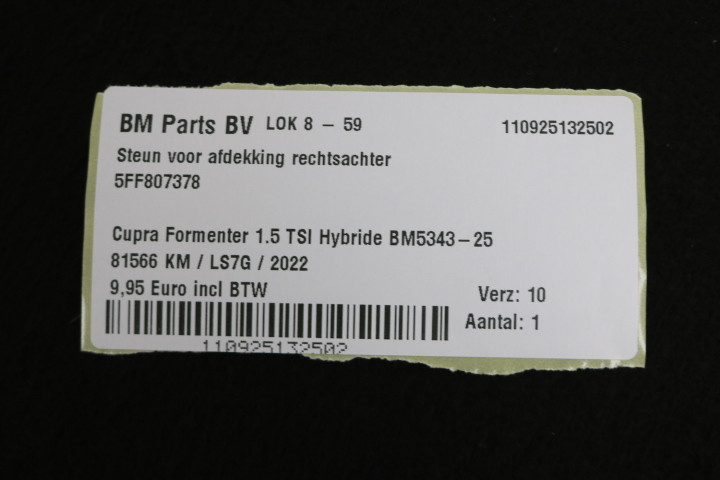 BM Parts BV LOK 8 - 59 110925132502
Steun voor afdekking rechtsachter
5FF807378
Cupra Formenter 1.5 TSI Hybride BM5343-25
81566 KM / LS7G / 2022
9,95 Euro incl BTW Verz: 10
Aantal: 1
110925132502